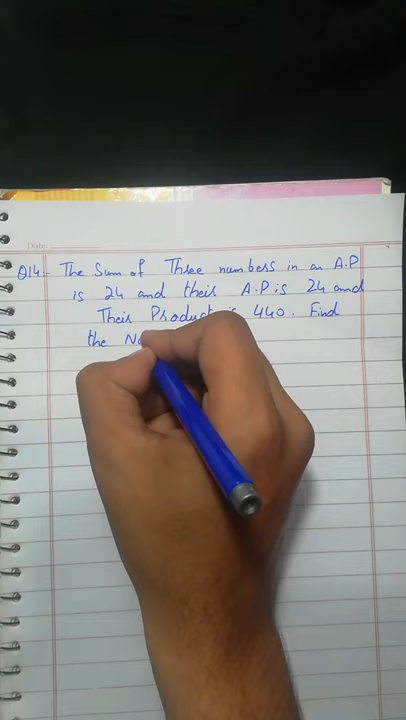 Date
Q14:- The Sum of Three numbers in an A.P
is 24 and their A.P is 24 and
Their Product is 440. Find
the